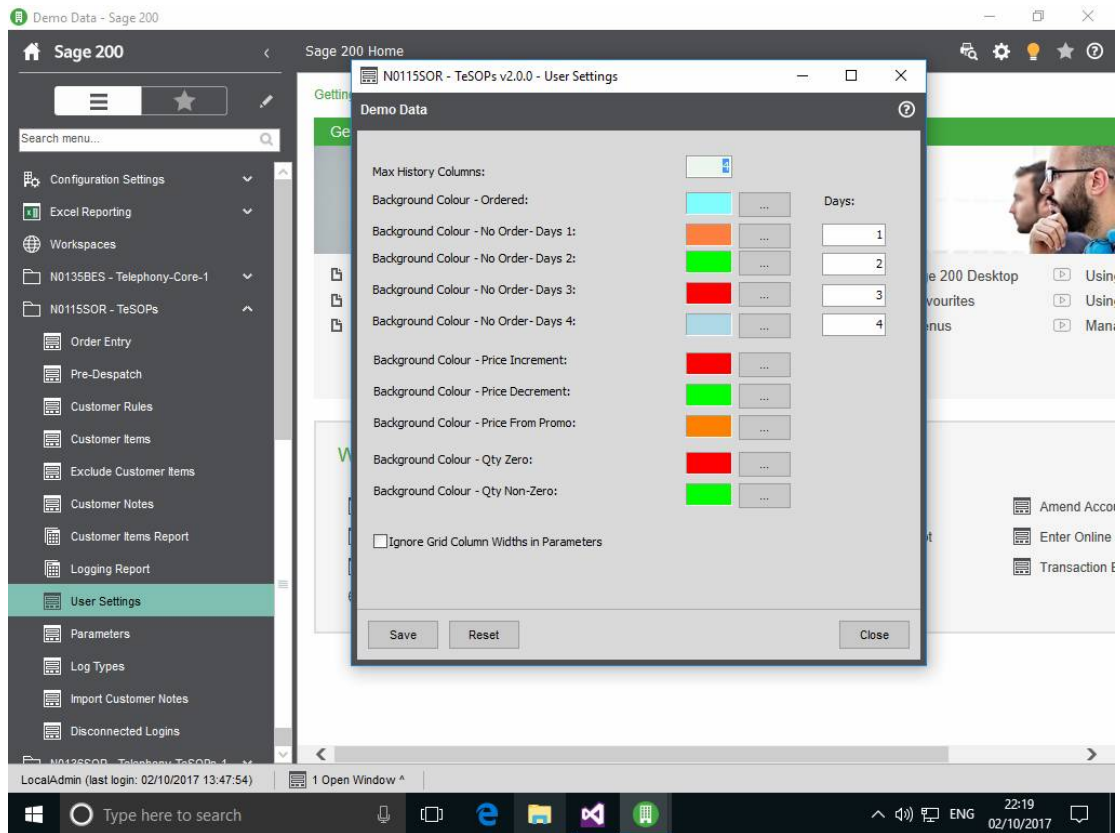 Demo Data - Sage 200
Sage 200
Sage 200 Home
Search menu...
Configuration Settings
Excel Reporting
Workspaces
N0135BES - Telephony-Core-1
N0115SOR - TeSOPs
Order Entry
Pre-Despatch
Customer Rules
Customer Items
Exclude Customer Items
Customer Notes
Customer Items Report
Logging Report
User Settings
Parameters
Log Types
Import Customer Notes
Disconnected Logins
Getting
Ge
W
N0115SOR - TeSOPs v2.0.0 - User Settings
Demo Data
Max History Columns: 4
Background Colour - Ordered: ... Days:
Background Colour - No Order- Days 1: ... 1
Background Colour - No Order- Days 2: ... 2
Background Colour - No Order- Days 3: ... 3
Background Colour - No Order- Days 4: ... 4
Background Colour - Price Increment: ...
Background Colour - Price Decrement: ...
Background Colour - Price From Promo: ...
Background Colour - Qty Zero: ...
Background Colour - Qty Non-Zero: ...
Ignore Grid Column Widths in Parameters
Save Reset Close
ge 200 Desktop Using
vourites Using
enus Mana
Amend Accou
Enter Online
Transaction E
LocalAdmin (last login: 02/10/2017 13:47:54) 1 Open Window ^
Type here to search
ENG
22:19
02/10/2017